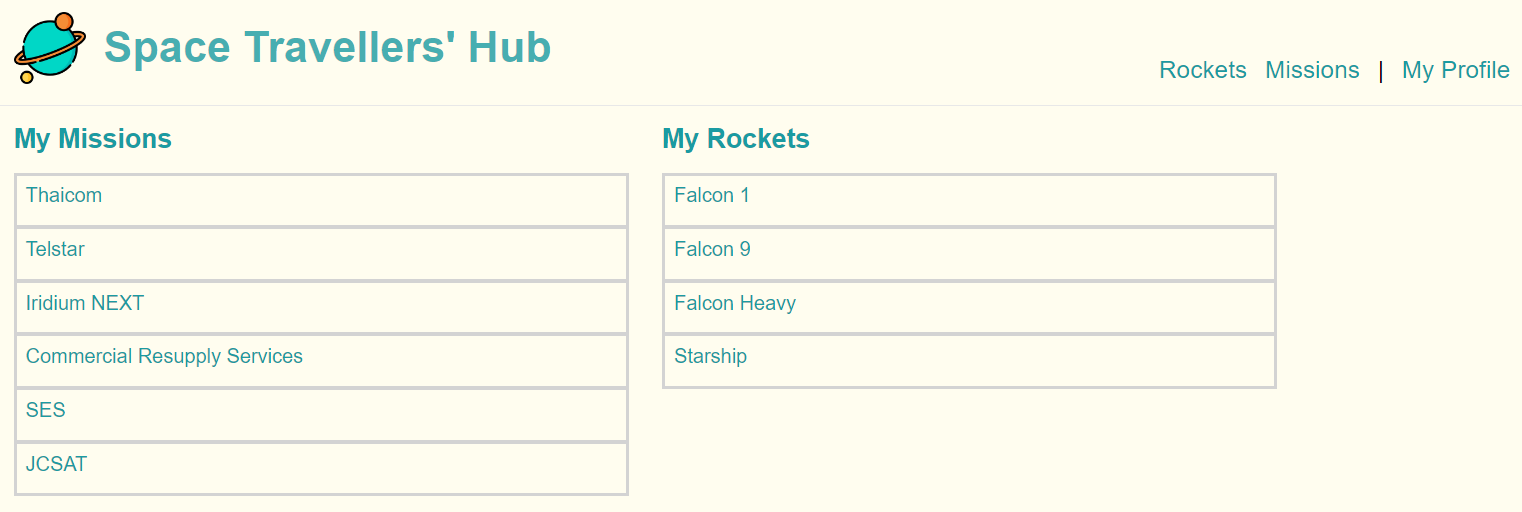 Space Travellers' Hub
Rockets Missions | My Profile
My Missions
Thaicom
Telstar
Iridium NEXT
Commercial Resupply Services
SES
JCSAT
My Rockets
Falcon 1
Falcon 9
Falcon Heavy
Starship